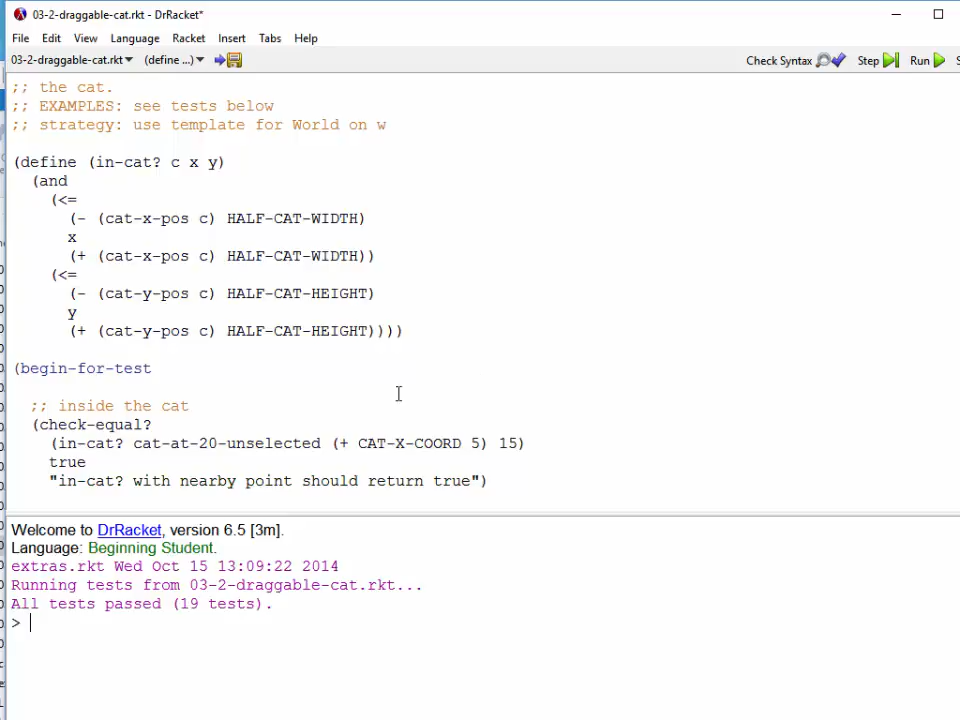 03-2-draggable-cat.rkt - DrRacket*
File Edit View Language Racket Insert Tabs Help
03-2-draggable-cat.rkt (define ...) Check Syntax Step Run
;; the cat.
;; EXAMPLES: see tests below
;; strategy: use template for World on w
(define (in-cat? c x y)
(and
(<=
(- (cat-x-pos c) HALF-CAT-WIDTH)
x
(+ (cat-x-pos c) HALF-CAT-WIDTH))
(<=
(- (cat-y-pos c) HALF-CAT-HEIGHT)
y
(+ (cat-y-pos c) HALF-CAT-HEIGHT))))
(begin-for-test
;; inside the cat
(check-equal?
(in-cat? cat-at-20-unselected (+ CAT-X-COORD 5) 15)
true
"in-cat? with nearby point should return true")
Welcome to DrRacket, version 6.5 [3m].
Language: Beginning Student.
extras.rkt Wed Oct 15 13:09:22 2014
Running tests from 03-2-draggable-cat.rkt...
All tests passed (19 tests).
>